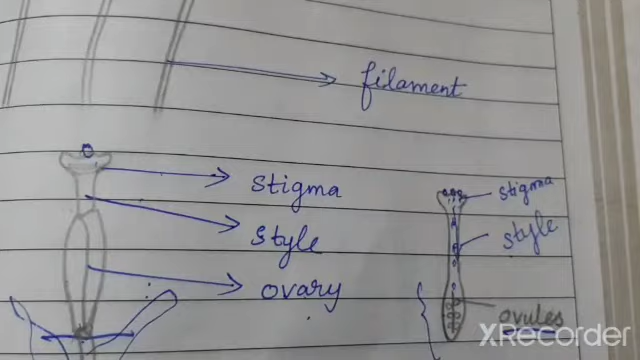 filament
stigma
style
ovary
stigma
style
ovules
XRecorder